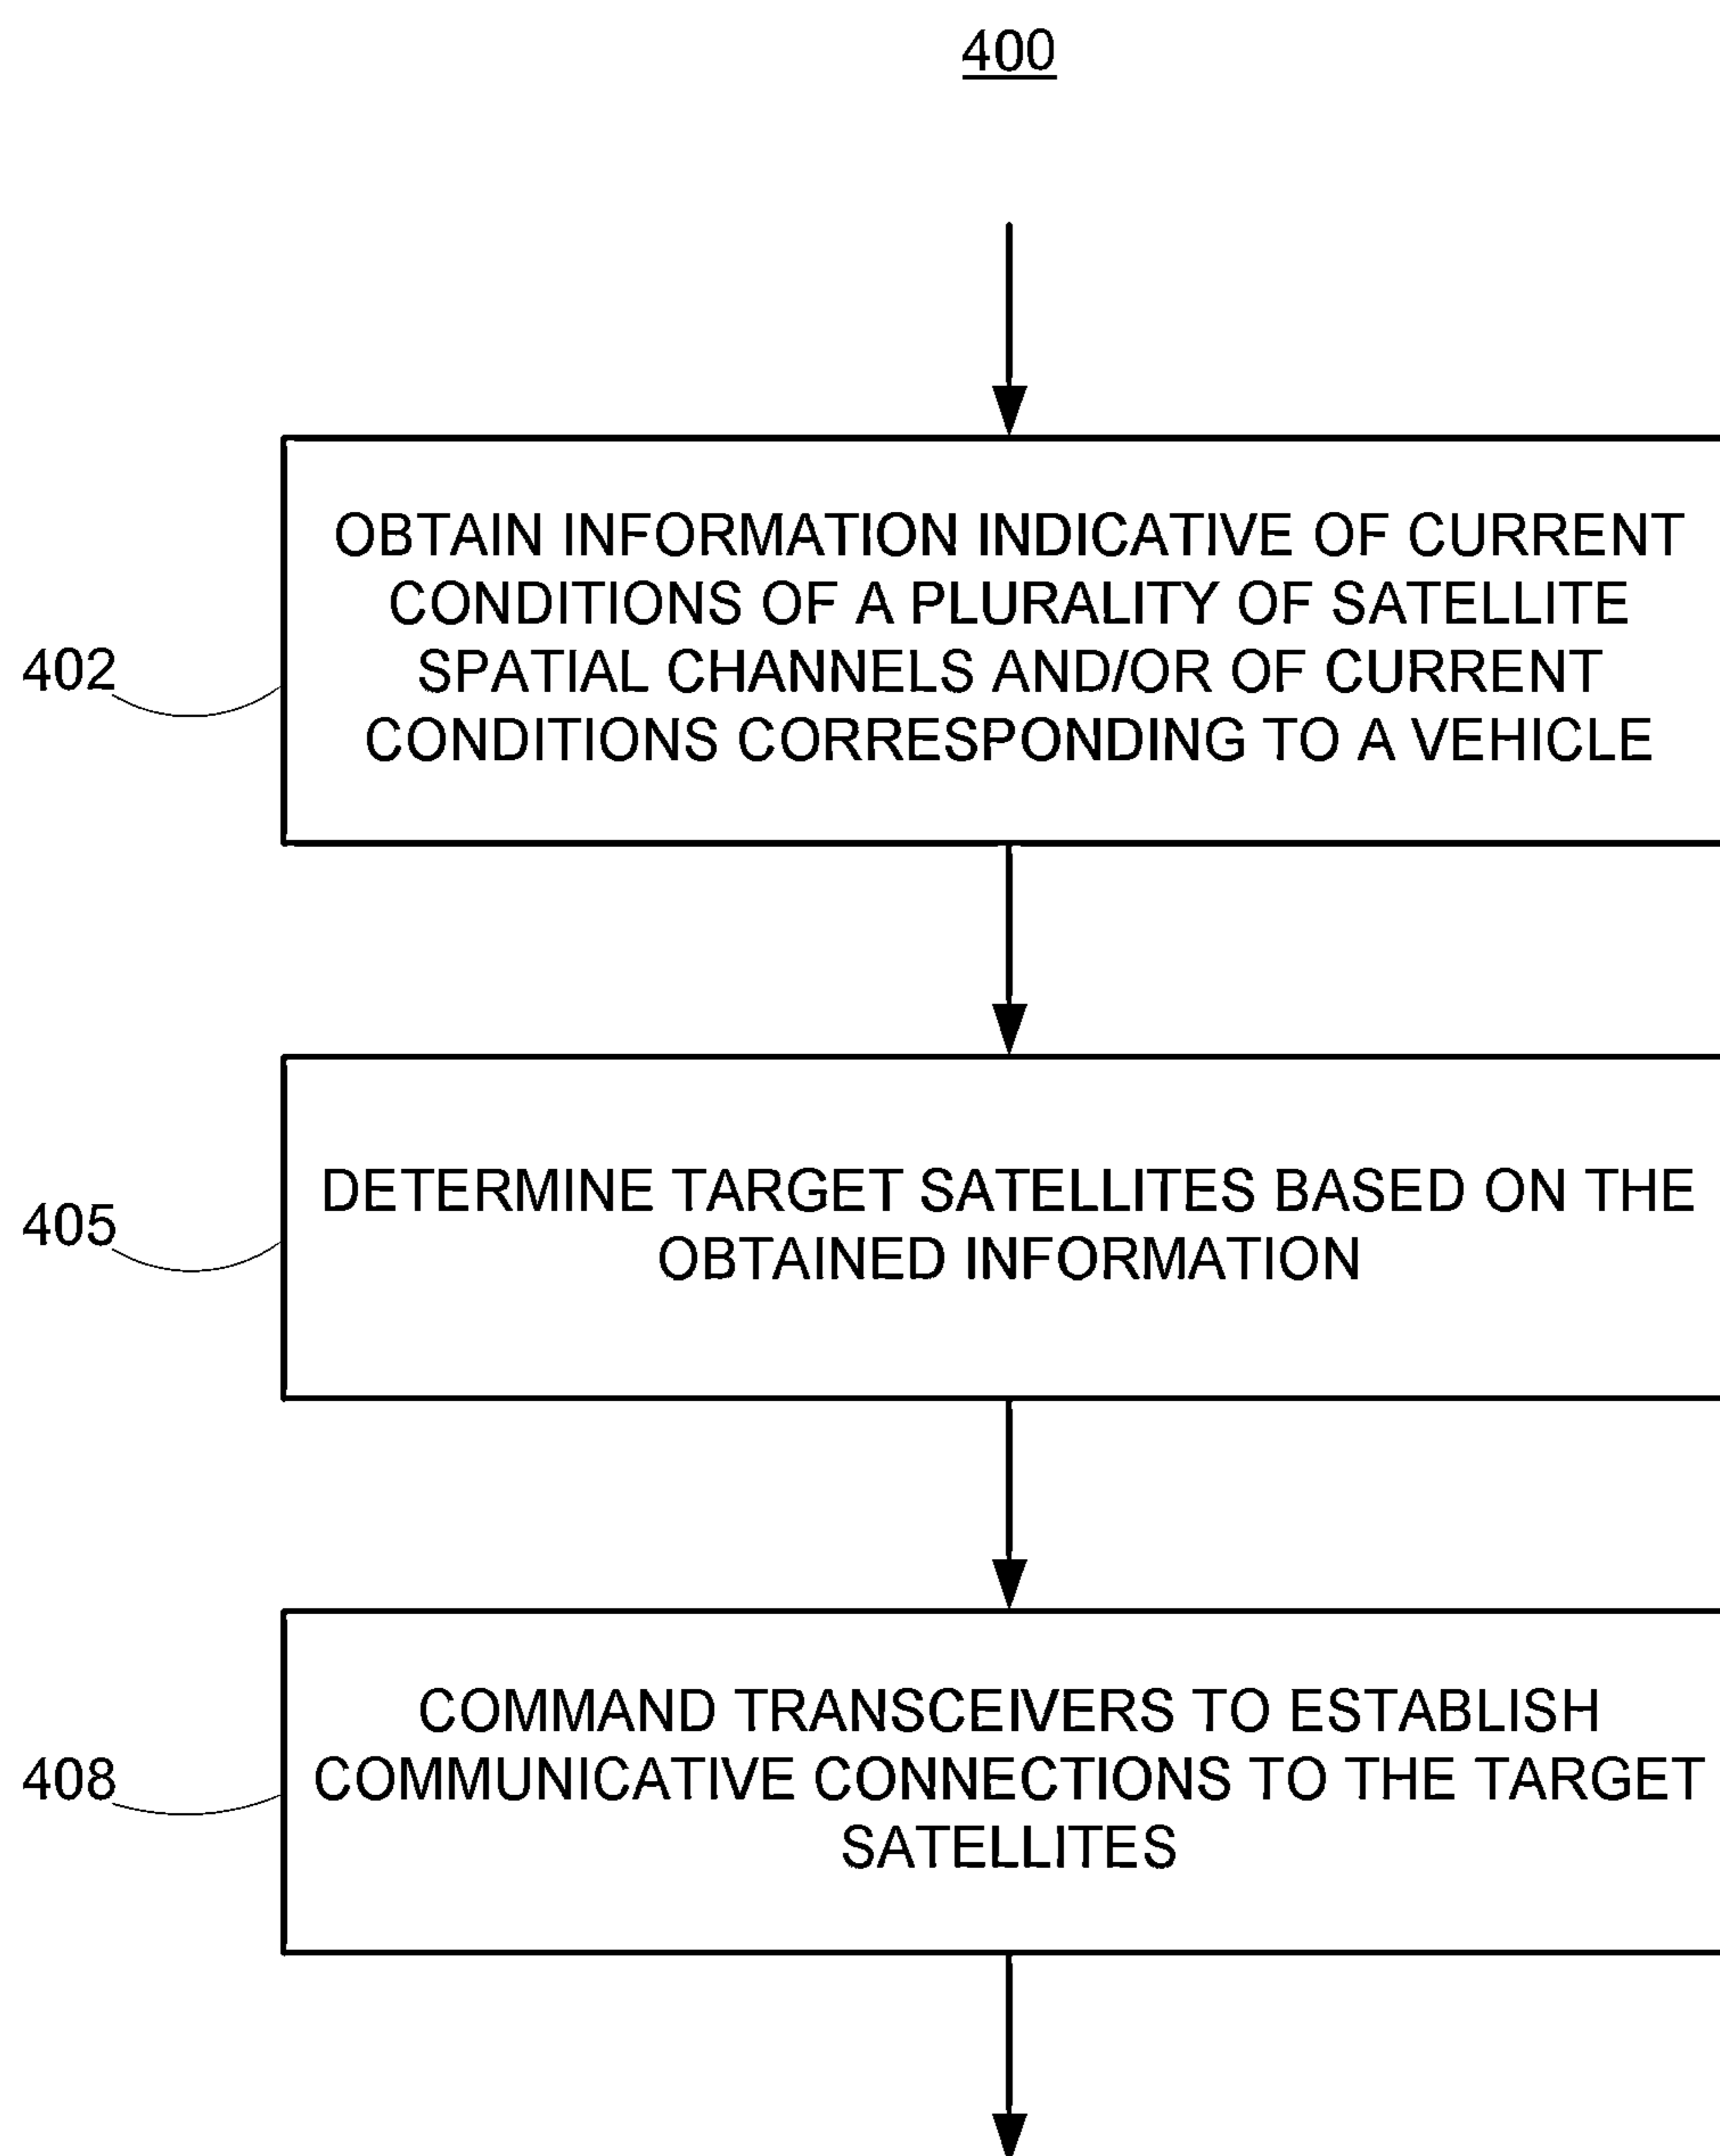 400
OBTAIN INFORMATION INDICATIVE OF CURRENT
CONDITIONS OF A PLURALITY OF SATELLITE
SPATIAL CHANNELS AND/OR OF CURRENT
CONDITIONS CORRESPONDING TO A VEHICLE
402
DETERMINE TARGET SATELLITES BASED ON THE
OBTAINED INFORMATION
405
COMMAND TRANSCEIVERS TO ESTABLISH
COMMUNICATIVE CONNECTIONS TO THE TARGET
SATELLITES
408